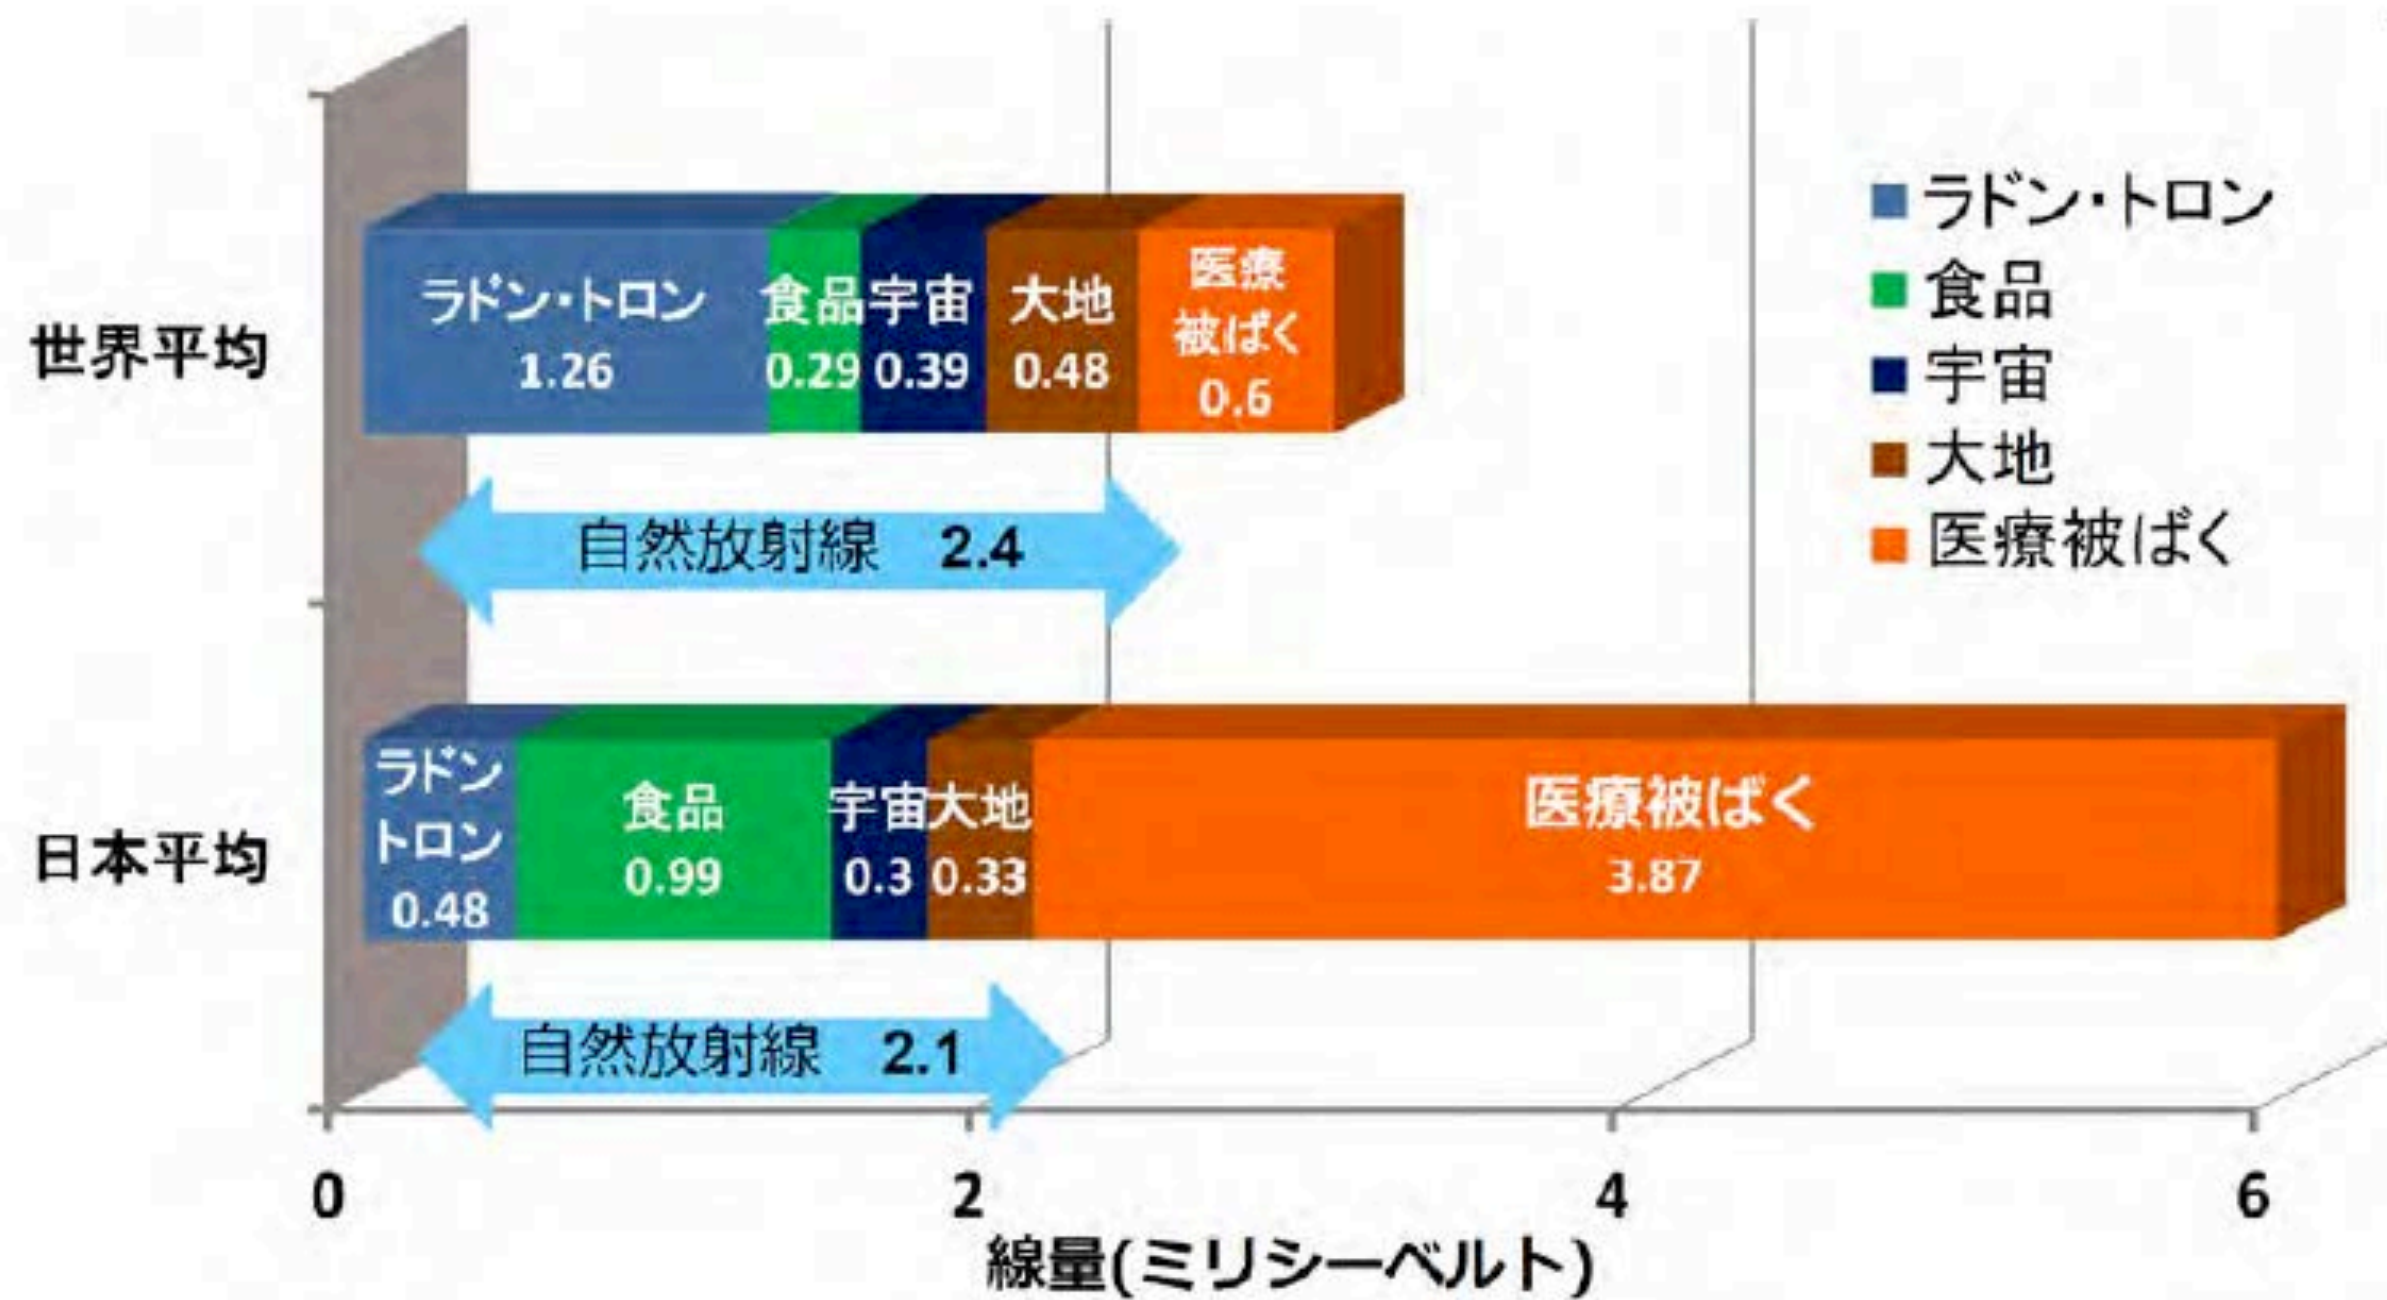 世界平均
ラドン・トロン
1.26
食品
0.29
宇宙
0.39
大地
0.48
医療
被ばく
0.6
自然放射線 2.4
ラドン・トロン
食品
宇宙
大地
医療被ばく
日本平均
ラドン
トロン
0.48
食品
0.99
宇宙
0.3
大地
0.33
医療被ばく
3.87
自然放射線 2.1
0 2 4 6
線量(ミリシーベルト)